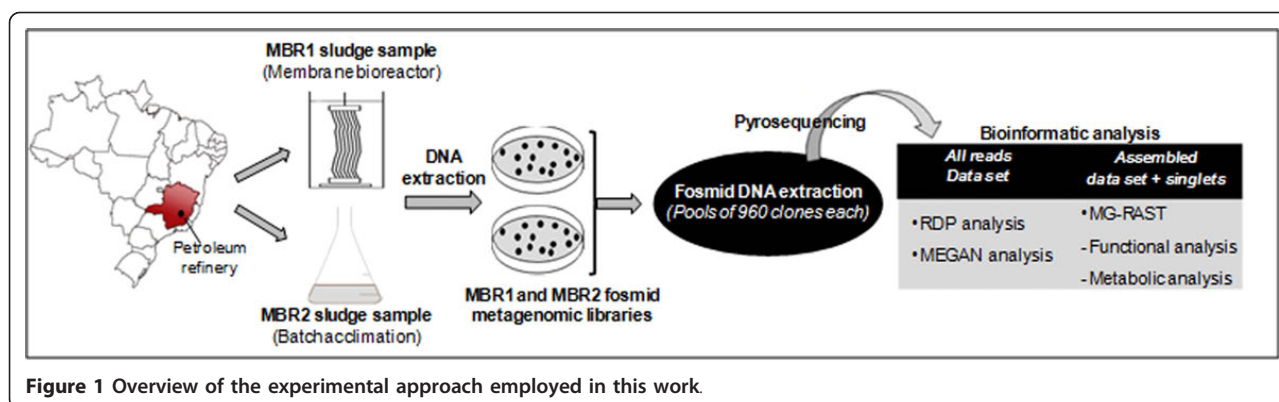 MBR1 sludge sample
(Membrane bioreactor)
Petroleum
refinery
MBR2 sludge sample
(Batchacclimation)
DNA
extraction
MBR1 and MBR2 fosmid
metagenomic libraries
Pyrosequencing
Fosmid DNA extraction
(Pools of 960 clones each)
Bioinformatic analysis
All reads
Data set
Assembled
data set + singlets
•RDP analysis
•MEGAN analysis
•MG-RAST
-Functional analysis
-Metabolic analysis
Figure 1 Overview of the experimental approach employed in this work.